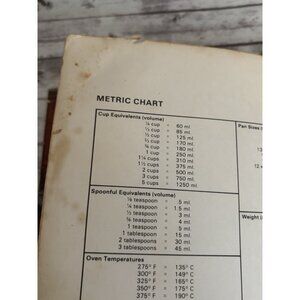 METRIC CHART
Cup Equivalents (volume)
¼ cup = 60 ml
⅓ cup = 85 ml
½ cup = 125 ml
⅔ cup = 170 ml
¾ cup = 180 ml
1 cup = 250 ml
1¼ cups = 310 ml
1½ cups = 375 ml
2 cups = 500 ml
3 cups = 750 ml
5 cups = 1250 ml
Spoonful Equivalents (volume)
⅛ teaspoon = .5 ml
¼ teaspoon = 1.5 ml
½ teaspoon = 3 ml
¾ teaspoon = 4 ml
1 teaspoon = 5 ml
1 tablespoon = 15 ml
2 tablespoons = 30 ml
3 tablespoons = 45 ml
Oven Temperatures
275° F = 135° C
300° F = 149° C
325° F = 165° C
350° F = 175° C
375° F = 190° C
Pan Sizes
13
12
Weight